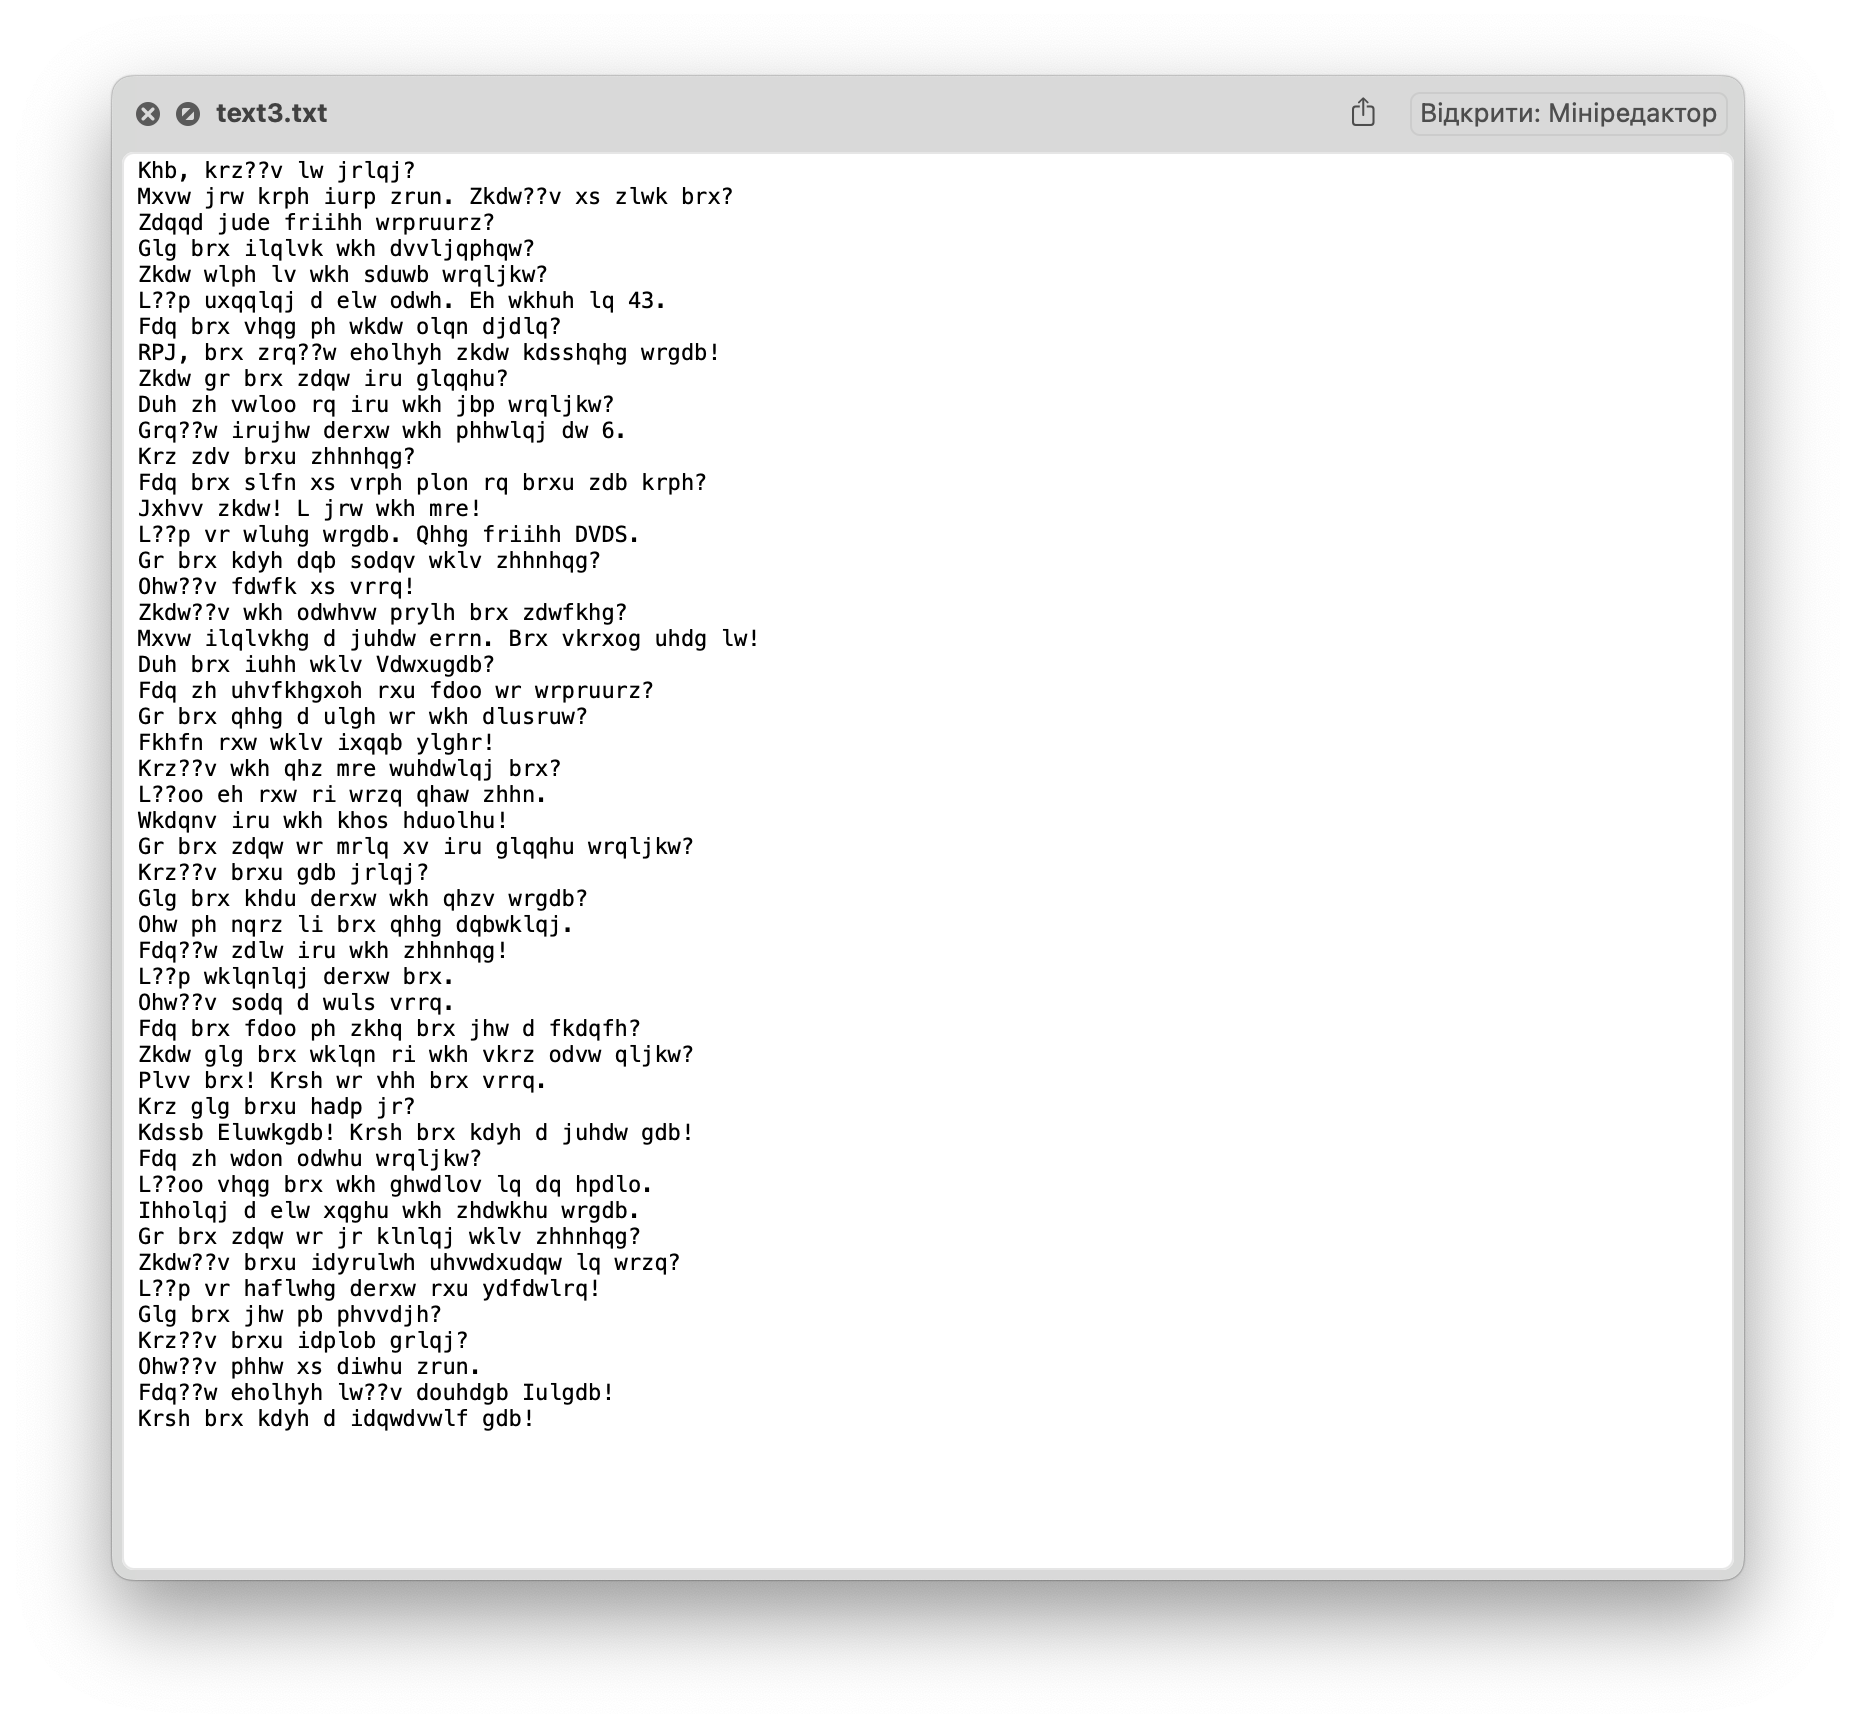 text3.txt
Відкрити: Мініредактор
Khb, krz??v lw jrlqj?
Mxvw jrw krph iurp zrun. Zkdw??v xs zlwk brx?
Zdqqd jude friihh wrpruurz?
Glg brx ilqlvk wkh dvvljqphqw?
Zkdw wlph lv wkh sduwb wrqljkw?
L??p uxqqlqj d elw odwh. Eh wkhuh lq 43.
Fdq brx vhqg ph wkdw olqn djdlq?
RPJ, brx zrq??w eholhyh zkdw kdsshqhg wrgdb!
Zkdw gr brx zdqw iru glqqhu?
Duh zh vwloo rq iru wkh jbp wrqljkw?
Grq??w irujhw derxw wkh phhwlqj dw 6.
Krz zdv brxu zhhnhqg?
Fdq brx slfn xs vrph plon rq brxu zdb krph?
Jxhvv zkdw! L jrw wkh mre!
L??p vr wluhg wrgdb. Qhhg friihh DVDS.
Gr brx kdyh dqb sodqv wklv zhhnhqg?
Ohw??v fdwfk xs vrrq!
Zkdw??v wkh odwhvw prylh brx zdwfkhg?
Mxvw ilqlvkhg d juhdw errn. Brx vkrxog uhdg lw!
Duh brx iuhh wklv Vdwxugdb?
Fdq zh uhvfkhgxoh rxu fdoo wr wrpruurz?
Gr brx qhhg d ulgh wr wkh dlusruw?
Fkhfn rxw wklv ixqqb ylghr!
Krz??v wkh qhz mre wuhdwlqj brx?
L??oo eh rxw ri wrzq qhaw zhhn.
Wkdqnv iru wkh khos hduolhu!
Gr brx zdqw wr mrlq xv iru glqqhu wrqljkw?
Krz??v brxu gdb jrlqj?
Glg brx khdu derxw wkh qhzv wrgdb?
Ohw ph nqrz li brx qhhg dqbwklqj.
Fdq??w zdlw iru wkh zhhnhqg!
L??p wklqnlqj derxw brx.
Ohw??v sodq d wuls vrrq.
Fdq brx fdoo ph zkhq brx jhw d fkdqfh?
Zkdw glg brx wklqn ri wkh vkrz odvw qljkw?
Plvv brx! Krsh wr vhh brx vrrq.
Krz glg brxu hadp jr?
Kdssb Eluwkgdb! Krsh brx kdyh d juhdw gdb!
Fdq zh wdon odwhu wrqljkw?
L??oo vhqg brx wkh ghwdlov lq dq hpdlo.
Ihholqj d elw xqghu wkh zhdwkhu wrgdb.
Gr brx zdqw wr jr klnlqj wklv zhhnhqg?
Zkdw??v brxu idyrulwh uhvwdxudqw lq wrzq?
L??p vr haflwhg derxw rxu ydfdwlrq!
Glg brx jhw pb phvvdjh?
Krz??v brxu idplob grlqj?
Ohw??v phhw xs diwhu zrun.
Fdq??w eholhyh lw??v douhdgb Iulgdb!
Krsh brx kdyh d idqwdvwlf gdb!